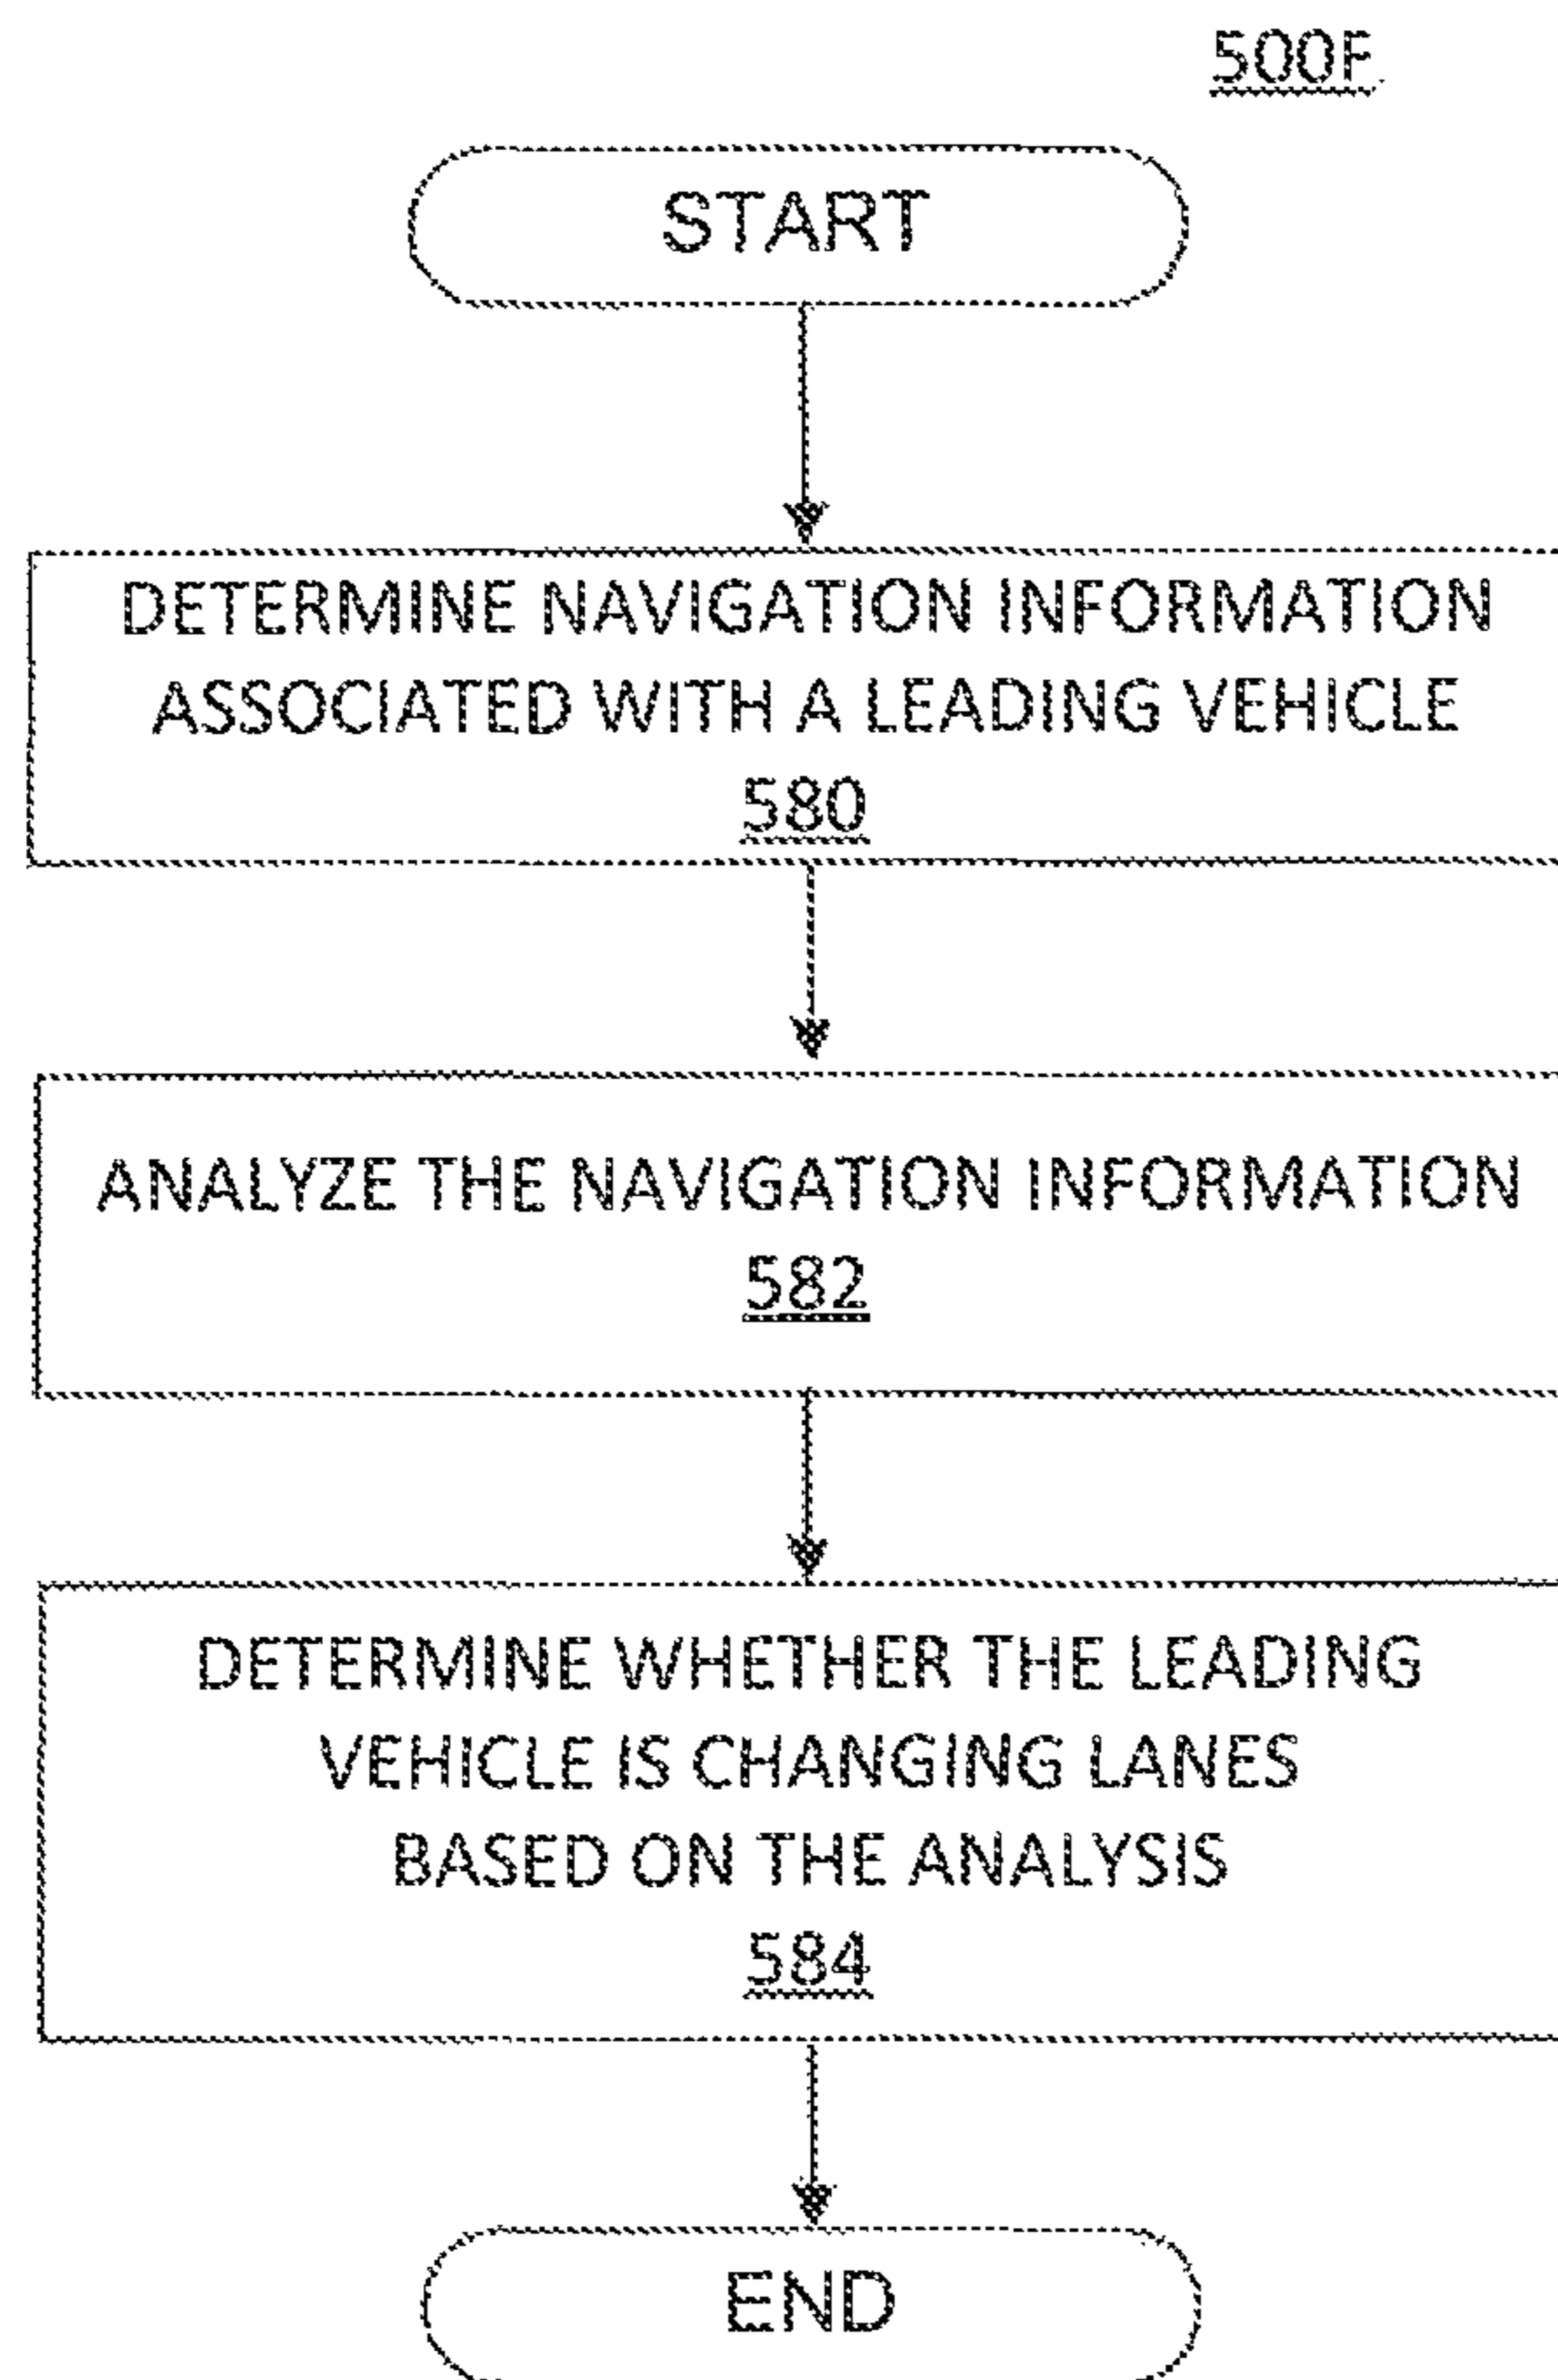 500F
START
DETERMINE NAVIGATION INFORMATION
ASSOCIATED WITH A LEADING VEHICLE
580
ANALYZE THE NAVIGATION INFORMATION
582
DETERMINE WHETHER THE LEADING
VEHICLE IS CHANGING LANES
BASED ON THE ANALYSIS
584
END